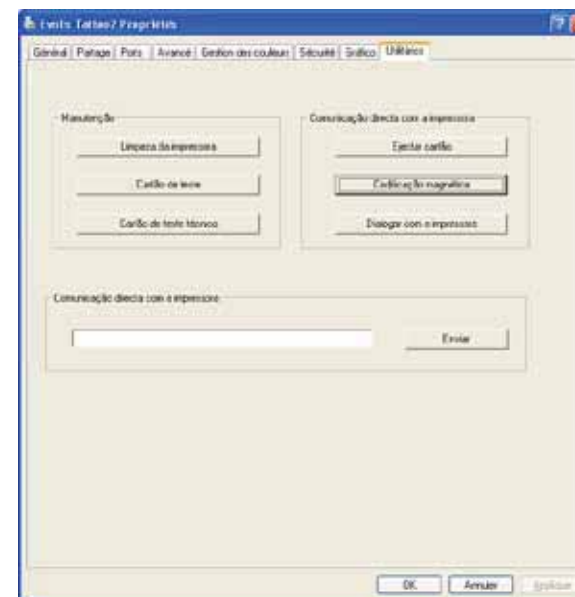 Evolis Tattoo2 Propriétés
Général Partage Ports Avancé Gestion des couleurs Sécurité Gráfico Utilitários
Manutenção
Limpeza da impressora
Cartão de teste
Cartão de teste técnico
Comunicação directa com a impressora
Ejectar cartão
Codificação magnética
Dialogar com a impressora
Comunicação directa com a impressora
Enviar
OK Annuler Appliquer